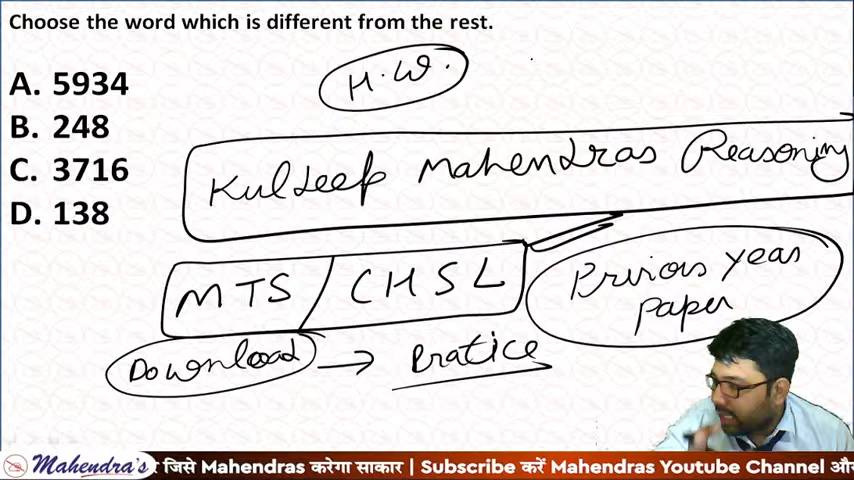 Choose the word which is different from the rest.
H.W.
A. 5934
B. 248
C. 3716
D. 138
Kuldeep Mahendras Reasoning
MTS / CHSL
Previous year
Paper
Download → Pratice
Mahendra's
र जिसे Mahendras करेगा साकार | Subscribe करें Mahendras Youtube Channel औ